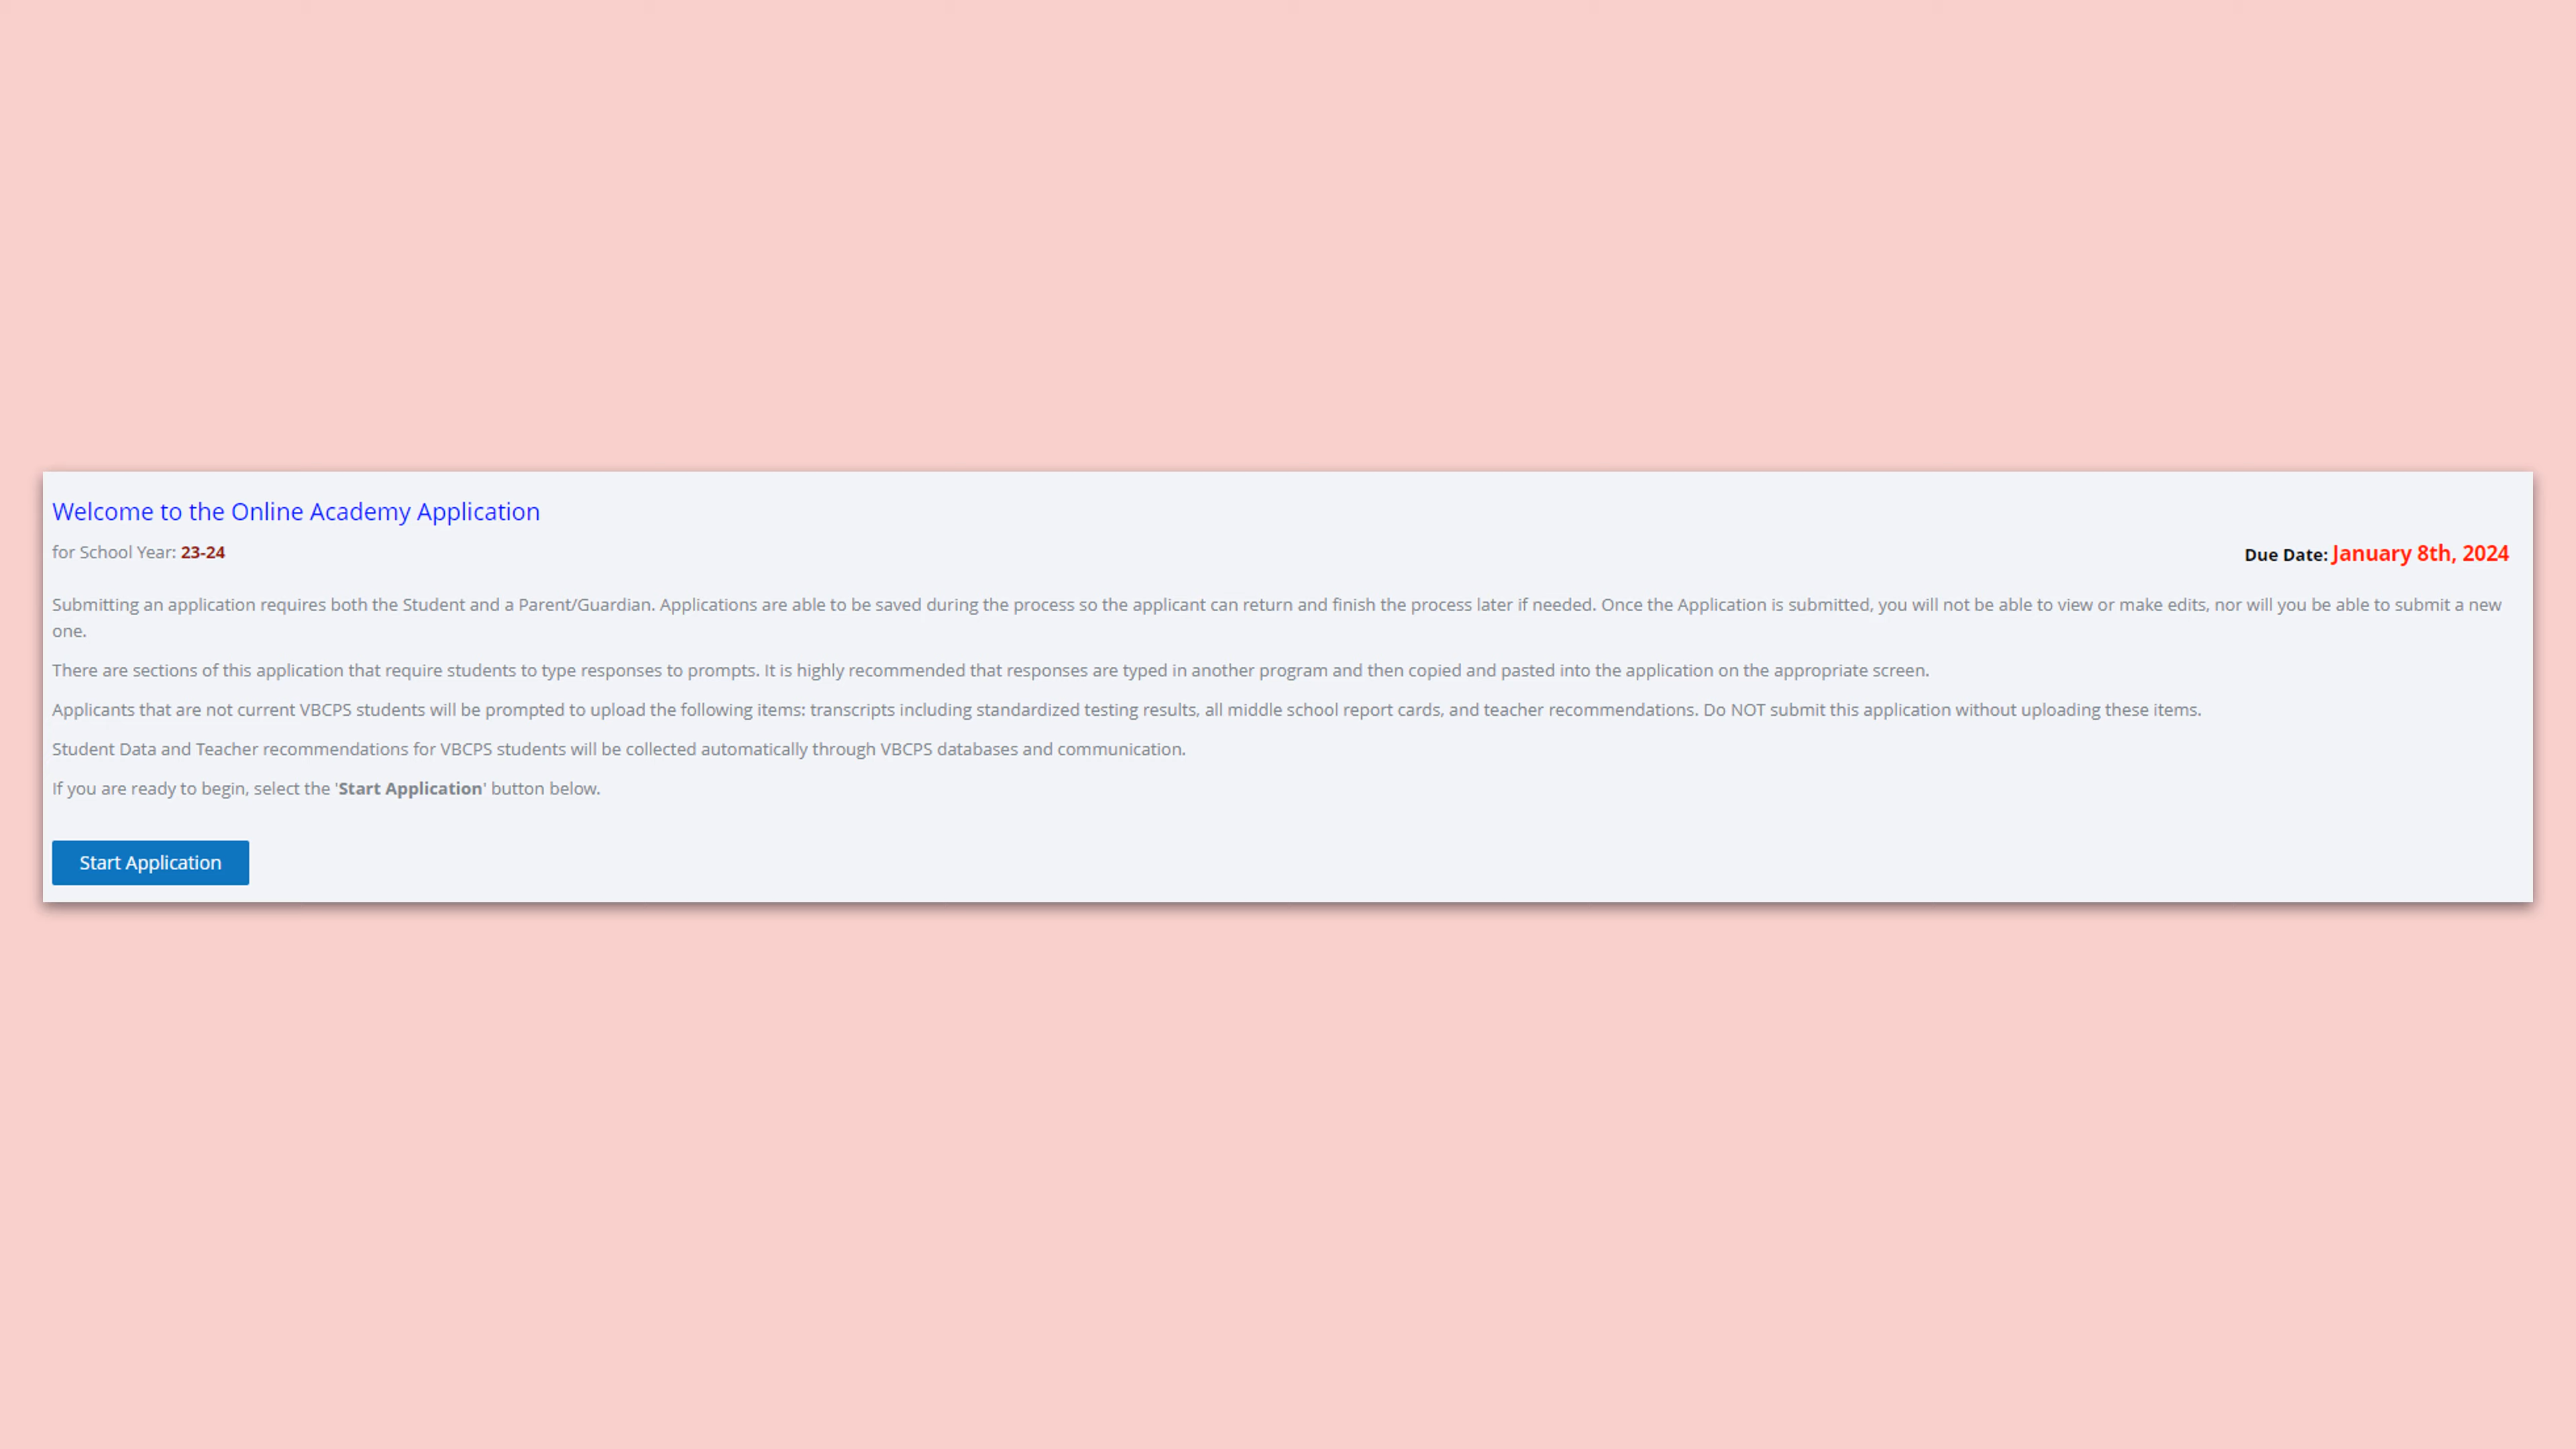 Welcome to the Online Academy Application
for School Year: 23-24
Due Date: January 8th, 2024
Submitting an application requires both the Student and a Parent/Guardian. Applications are able to be saved during the process so the applicant can return and finish the process later if needed. Once the Application is submitted, you will not be able to view or make edits, nor will you be able to submit a new
one.
There are sections of this application that require students to type responses to prompts. It is highly recommended that responses are typed in another program and then copied and pasted into the application on the appropriate screen.
Applicants that are not current VBCPS students will be prompted to upload the following items: transcripts including standardized testing results, all middle school report cards, and teacher recommendations. Do NOT submit this application without uploading these items.
Student Data and Teacher recommendations for VBCPS students will be collected automatically through VBCPS databases and communication.
If you are ready to begin, select the 'Start Application' button below.
Start Application